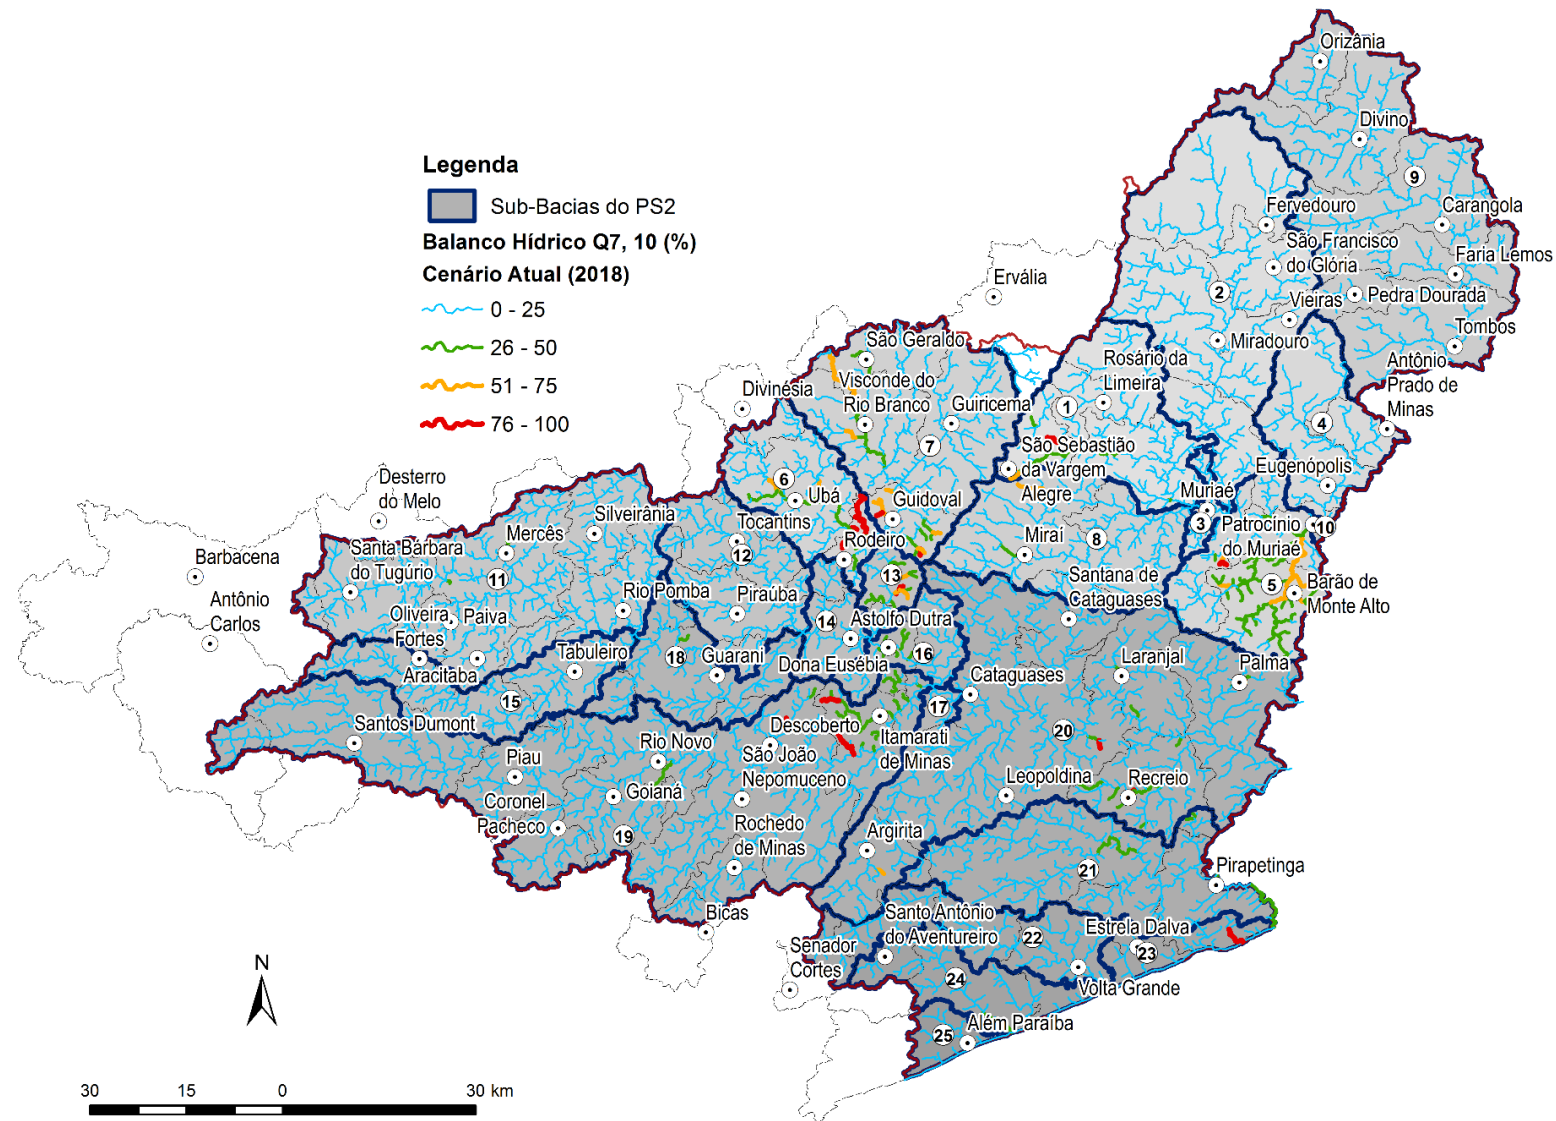 Orizânia
Divino
9
Legenda
Sub-Bacias do PS2
Fervedouro
Carangola
Balanco Hídrico Q7, 10 (%)
São Francisco
do Glória
Faria Lemos
Cenário Atual (2018)
Ervália
2
Vieiras
Pedra Dourada
0 - 25
Tombos
26 - 50
São Geraldo
Miradouro
Rosário da
Limeira
Antônio
Prado de
Minas
51 - 75
Visconde do
Rio Branco
Divinésia
Guiricema
1
76 - 100
4
7
São Sebastião
da Vargem
Alegre
Eugenópolis
Desterro
do Melo
6
Ubá
Guidoval
Muriaé
Silveirânia
Tocantins
3
Patrocínio
do Muriaé
10
Mercês
Rodeiro
Miraí
8
Barbacena
Santa Bárbara
do Tugúrio
11
12
13
Santana de
Cataguases
5
Barão de
Monte Alto
Antônio
Carlos
Oliveira
Fortes
Paiva
Rio Pomba
Piraúba
14
Astolfo Dutra
Aracitaba
Tabuleiro
18
Guarani
Dona Eusébia
16
Laranjal
Palma
15
Cataguases
17
Santos Dumont
Descoberto
Itamarati
de Minas
20
Rio Novo
São João
Nepomuceno
Piau
Leopoldina
Recreio
Goianá
Coronel
Pacheco
19
Rochedo
de Minas
Argirita
21
Pirapetinga
Bicas
Santo Antônio
do Aventureiro
22
Estrela Dalva
23
Senador
Cortes
24
Volta Grande
N
25
Além Paraíba
30 15 0 30 km